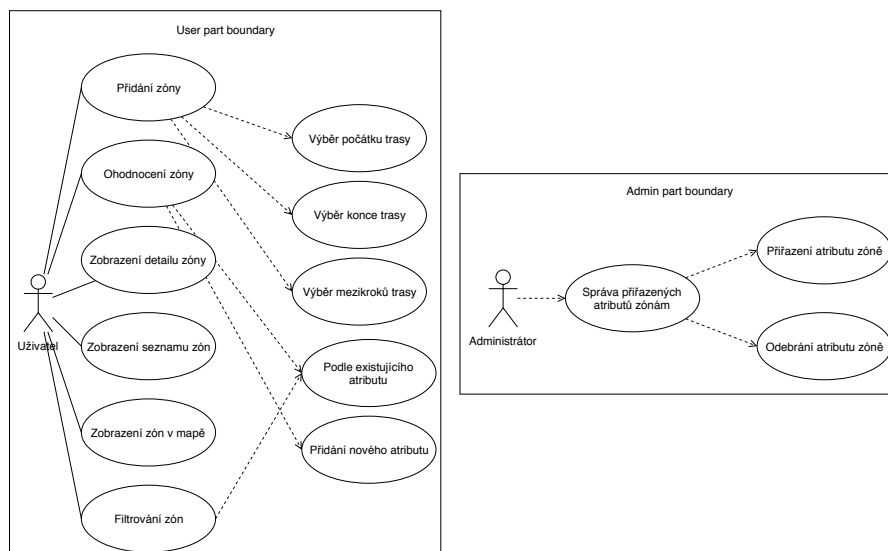 User part boundary
Přidání zóny
Výběr počátku trasy
Ohodnocení zóny
Výběr konce trasy
Zobrazení detailu zóny
Výběr mezikroků trasy
Uživatel
Zobrazení seznamu zón
Podle existujícího
atributu
Zobrazení zón v mapě
Přidání nového atributu
Filtrování zón
Admin part boundary
Přiřazení atributu zóně
Správa přiřazených
atributů zónám
Administrátor
Odebrání atributu zóně